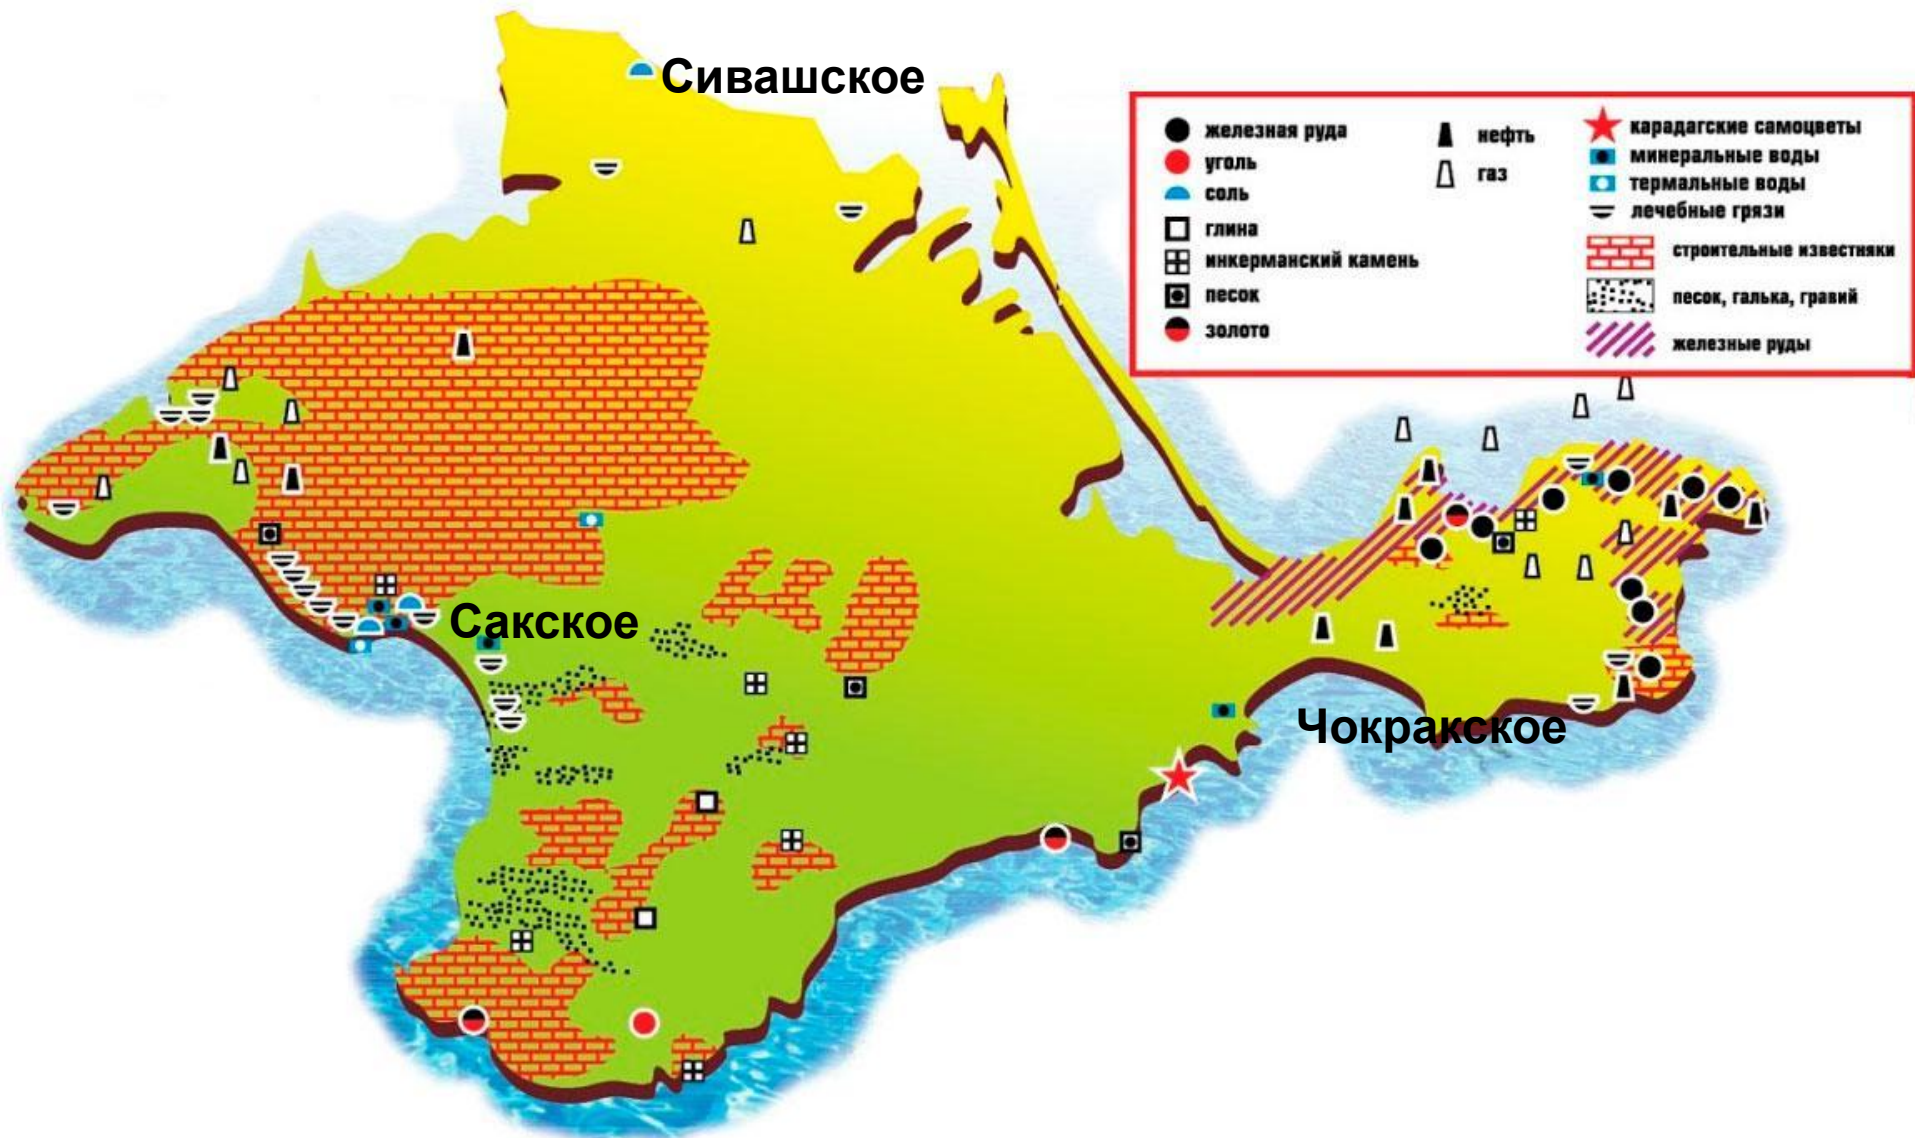 Сивашское
железная руда
уголь
соль
глина
инкерманский камень
песок
золото
нефть
газ
карадагские самоцветы
минеральные воды
термальные воды
лечебные грязи
строительные известняки
песок, галька, гравий
железные руды
Сакское
Чокракское